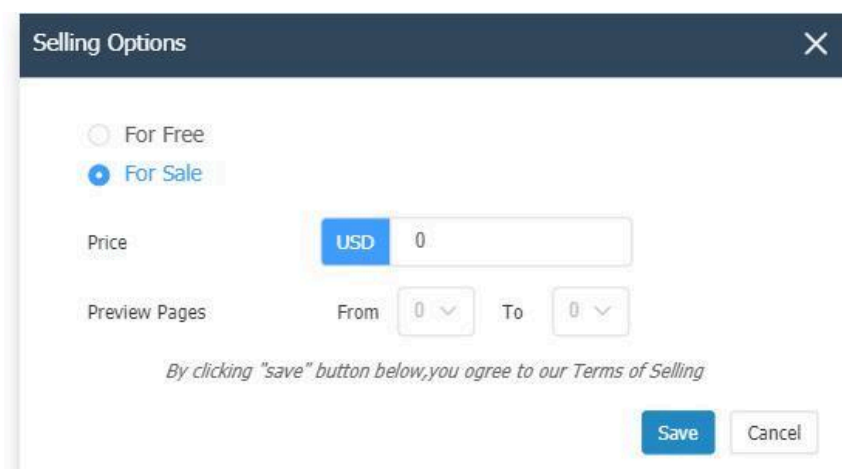 Selling Options
For Free
For Sale
Price USD 0
Preview Pages From 0 To 0
By clicking "save" button below,you ogree to our Terms of Selling
Save Cancel